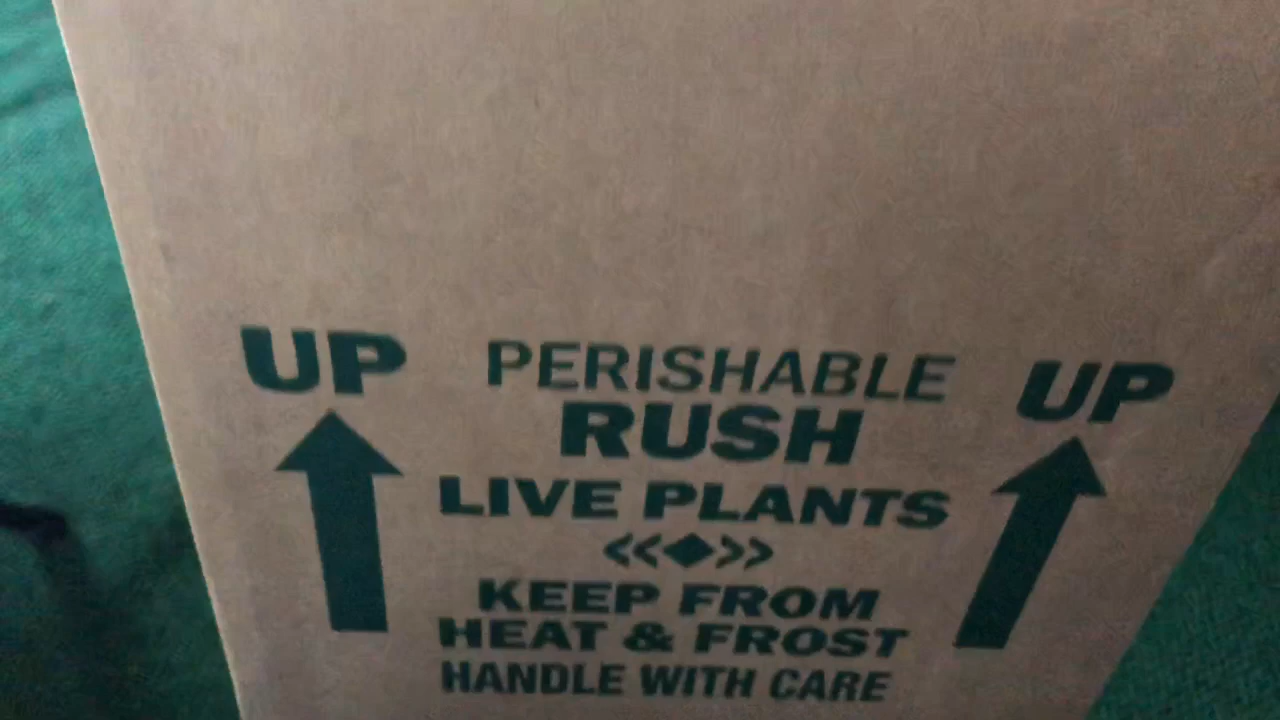 UP PERISHABLE UP
RUSH
LIVE PLANTS
KEEP FROM
HEAT & FROST
HANDLE WITH CARE